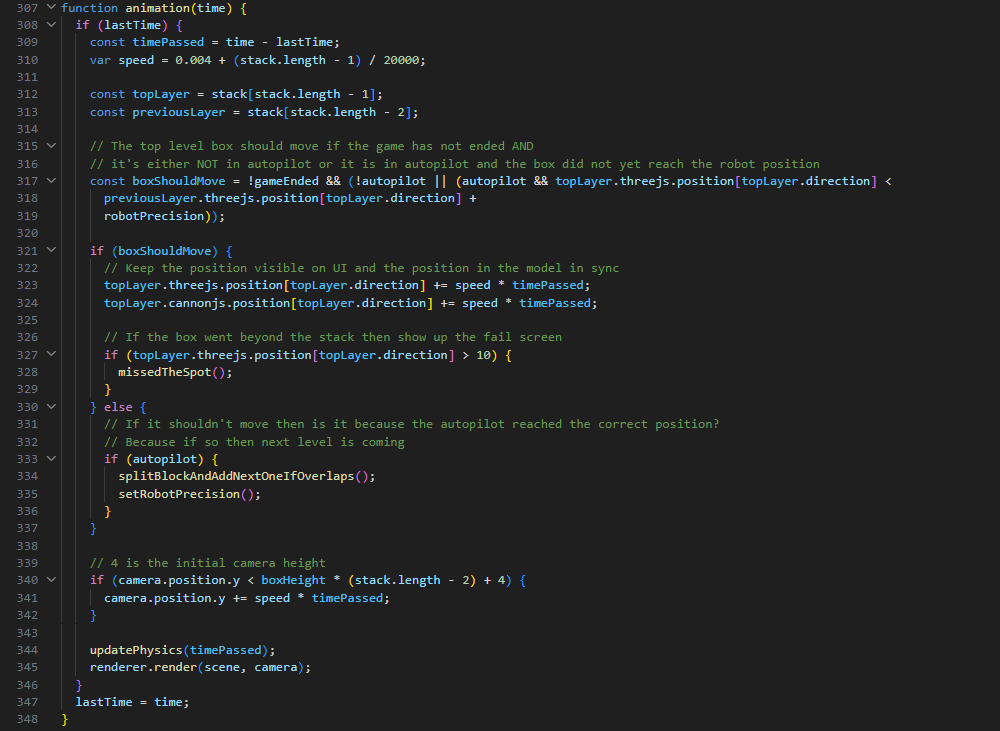 307 function animation(time) {
308   if (lastTime) {
309     const timePassed = time - lastTime;
310     var speed = 0.004 + (stack.length - 1) / 20000;
311
312     const topLayer = stack[stack.length - 1];
313     const previousLayer = stack[stack.length - 2];
314
315     // The top level box should move if the game has not ended AND
316     // it's either NOT in autopilot or it is in autopilot and the box did not yet reach the robot position
317     const boxShouldMove = !gameEnded && (!autopilot || (autopilot && topLayer.threejs.position[topLayer.direction] <
318       previousLayer.threejs.position[topLayer.direction] +
319       robotPrecision));
320
321     if (boxShouldMove) {
322       // Keep the position visible on UI and the position in the model in sync
323       topLayer.threejs.position[topLayer.direction] += speed * timePassed;
324       topLayer.cannonjs.position[topLayer.direction] += speed * timePassed;
325
326       // If the box went beyond the stack then show up the fail screen
327       if (topLayer.threejs.position[topLayer.direction] > 10) {
328         missedTheSpot();
329       }
330     } else {
331       // If it shouldn't move then is it because the autopilot reached the correct position?
332       // Because if so then next level is coming
333       if (autopilot) {
334         splitBlockAndAddNextOneIfOverlaps();
335         setRobotPrecision();
336       }
337     }
338
339     // 4 is the initial camera height
340     if (camera.position.y < boxHeight * (stack.length - 2) + 4) {
341       camera.position.y += speed * timePassed;
342     }
343
344     updatePhysics(timePassed);
345     renderer.render(scene, camera);
346   }
347   lastTime = time;
348 }